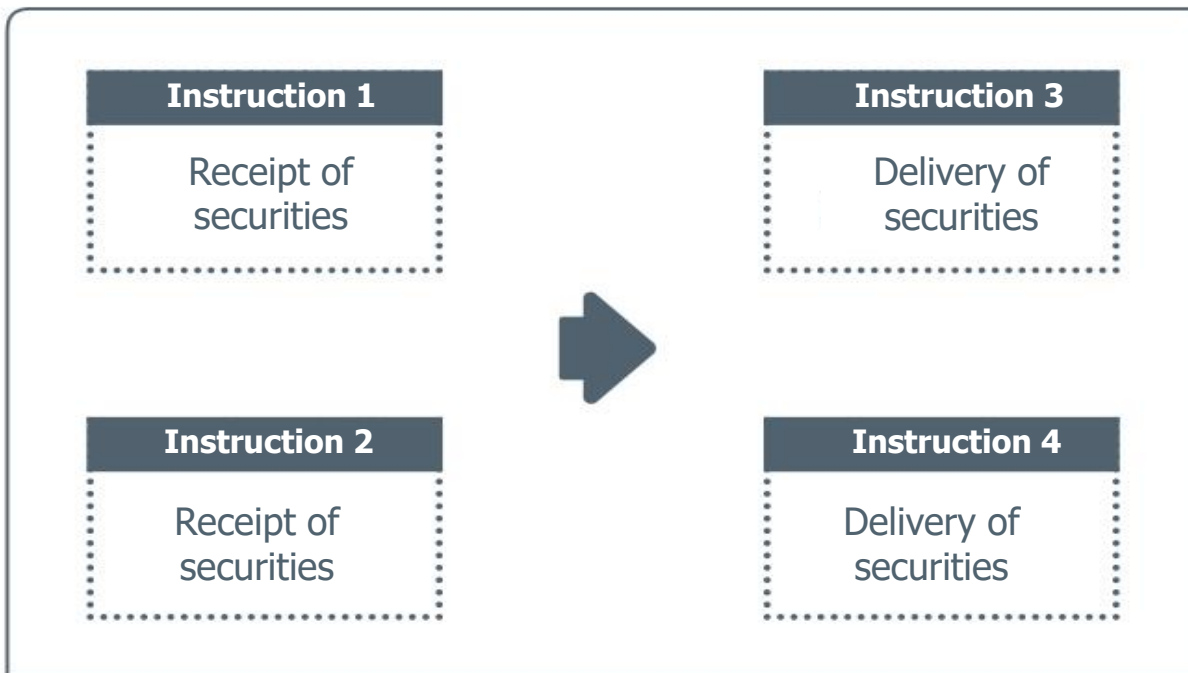 Instruction 1
Receipt of
securities
Instruction 3
Delivery of
securities
Instruction 2
Receipt of
securities
Instruction 4
Delivery of
securities